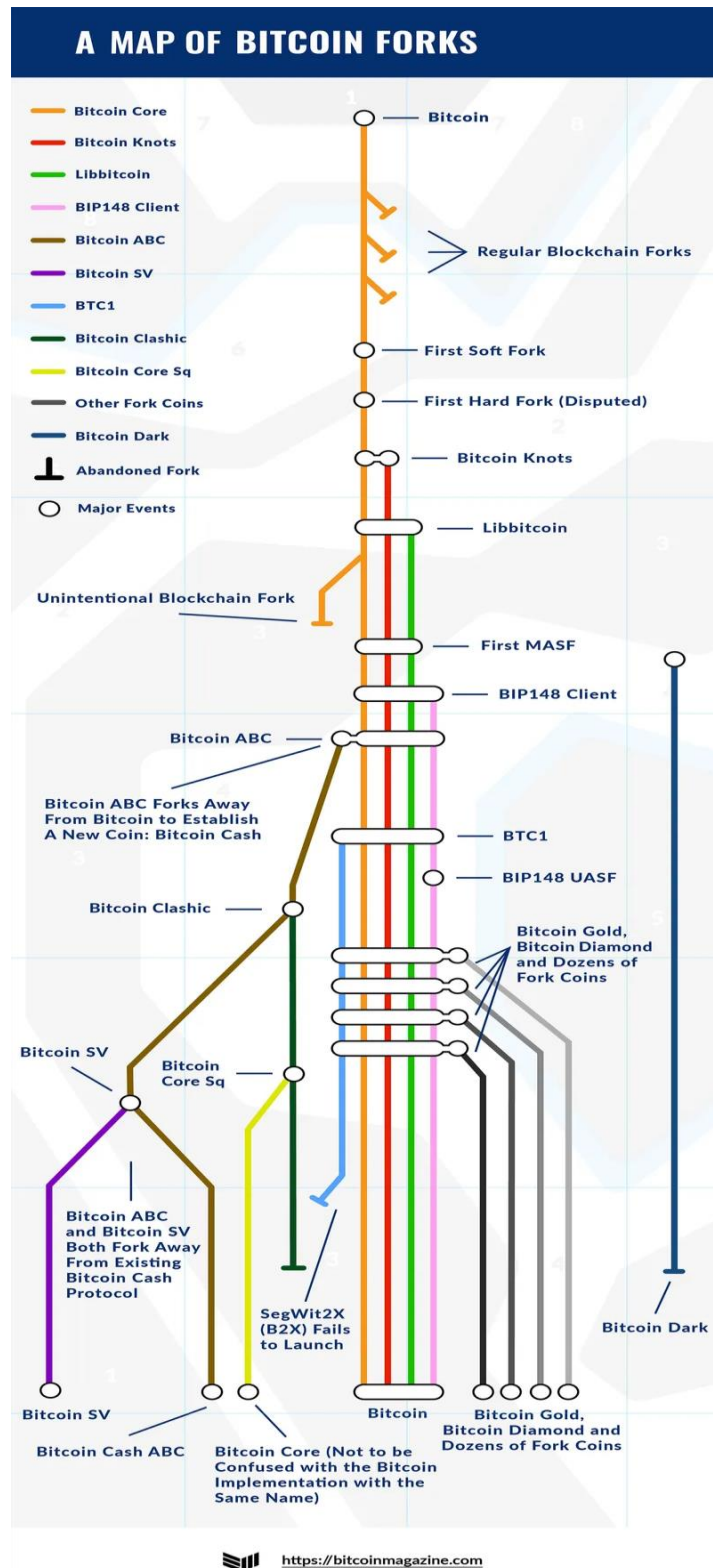 A MAP OF BITCOIN FORKS
Bitcoin Core
Bitcoin Knots
Libbitcoin
BIP148 Client
Bitcoin ABC
Bitcoin SV
BTC1
Bitcoin Clashic
Bitcoin Core Sq
Other Fork Coins
Bitcoin Dark
Abandoned Fork
Major Events
Bitcoin
Regular Blockchain Forks
First Soft Fork
First Hard Fork (Disputed)
Bitcoin Knots
Libbitcoin
Unintentional Blockchain Fork
First MASF
BIP148 Client
Bitcoin ABC
Bitcoin ABC Forks Away
From Bitcoin to Establish
A New Coin: Bitcoin Cash
BTC1
BIP148 UASF
Bitcoin Clashic
Bitcoin Gold,
Bitcoin Diamond
and Dozens of
Fork Coins
Bitcoin SV
Bitcoin
Core Sq
Bitcoin ABC
and Bitcoin SV
Both Fork Away
From Existing
Bitcoin Cash
Protocol
SegWit2X
(B2X) Fails
to Launch
Bitcoin Dark
Bitcoin SV
Bitcoin Cash ABC
Bitcoin Core (Not to be
Confused with the Bitcoin
Implementation with the
Same Name)
Bitcoin
Bitcoin Gold,
Bitcoin Diamond and
Dozens of Fork Coins
https://bitcoinmagazine.com